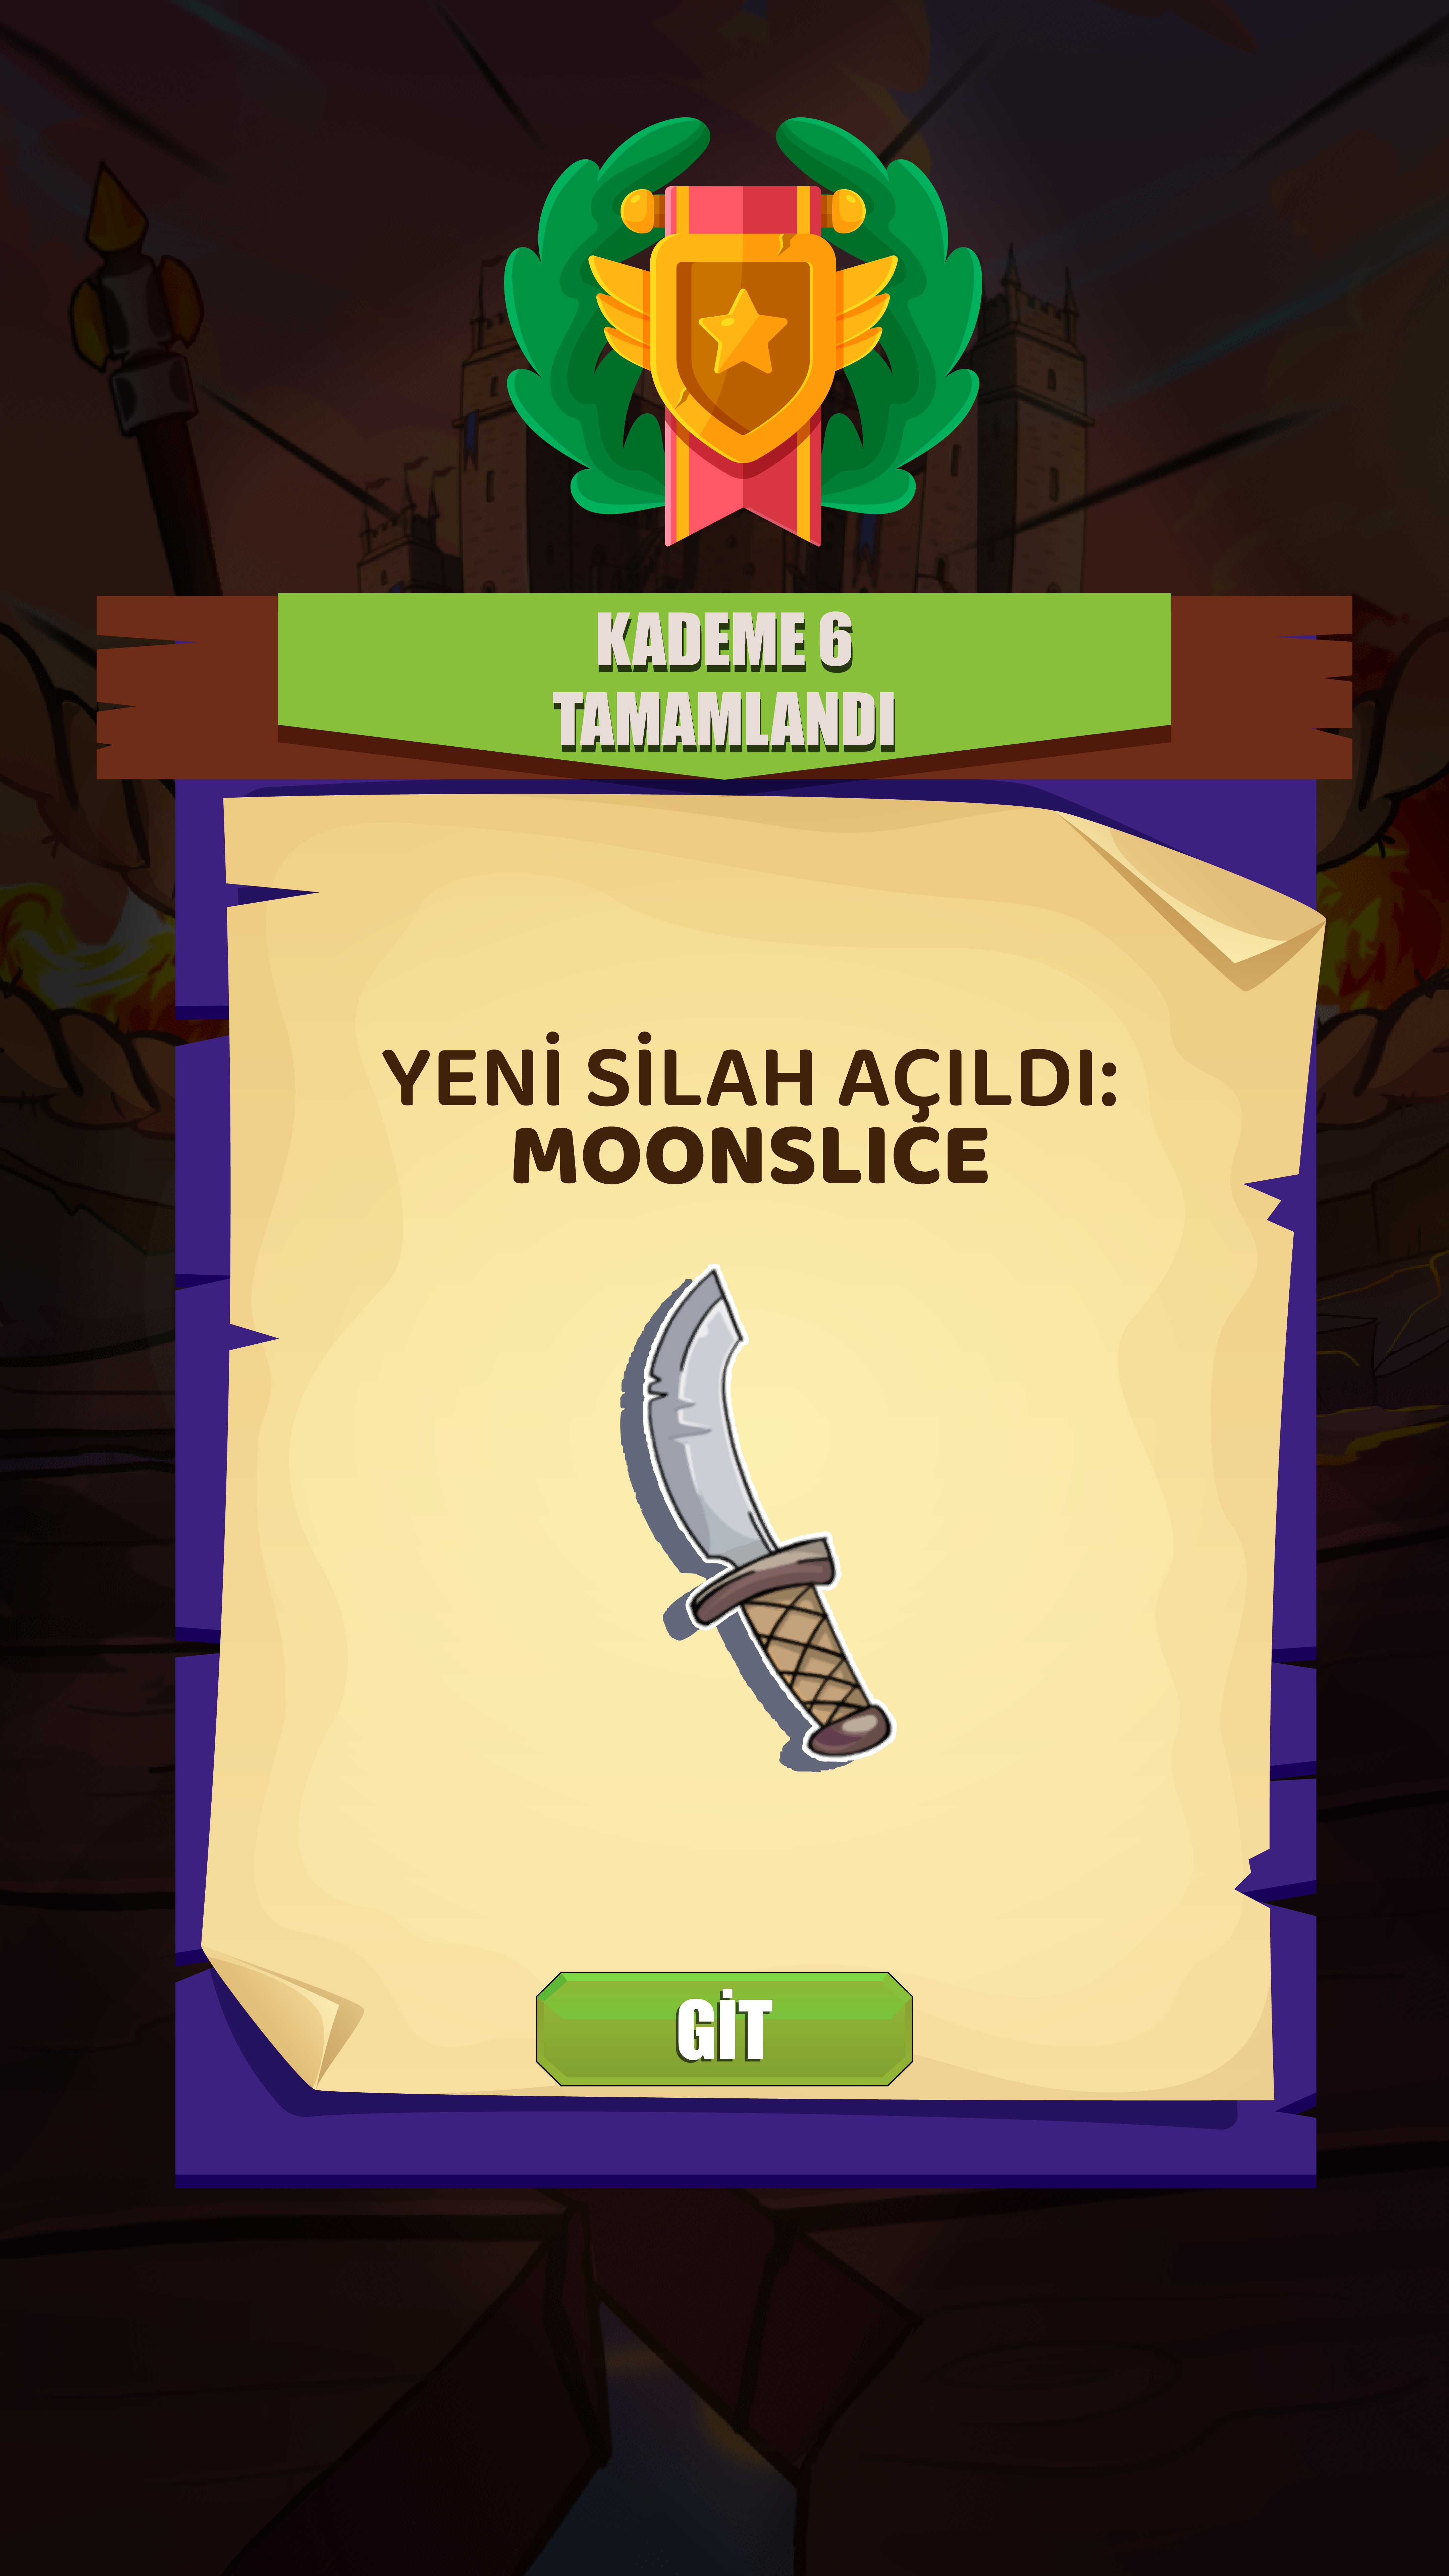 KADEME 6
TAMAMLANDI
YENİ SİLAH AÇILDI:
MOONSLICE
GİT